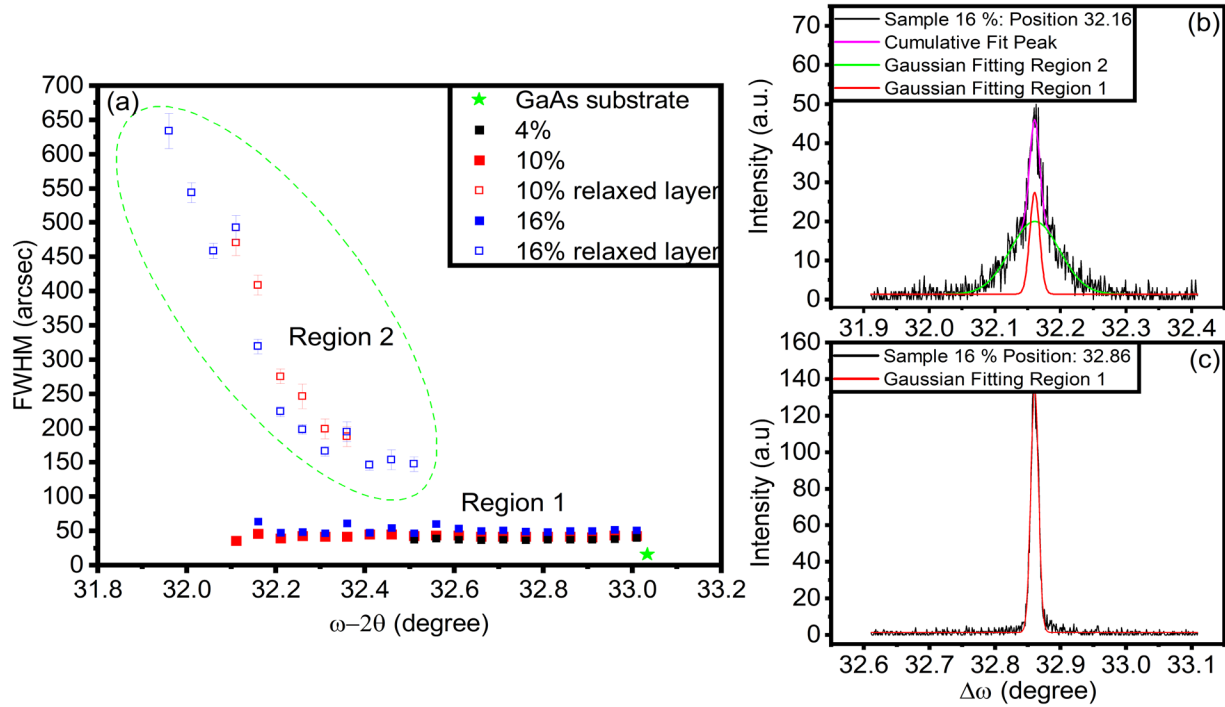 (a)
700
650
600
550
500
450
400
350
300
250
200
150
100
50
0
FWHM (arcsec)
GaAs substrate
4%
10%
10% relaxed layer
16%
16% relaxed layer
Region 2
Region 1
31.8 32.0 32.2 32.4 32.6 32.8 33.0 33.2
ω−2θ (degree)
(b)
Sample 16 %: Position 32.16
Cumulative Fit Peak
Gaussian Fitting Region 2
Gaussian Fitting Region 1
70
60
50
40
30
20
10
0
Intensity (a.u.)
31.9 32.0 32.1 32.2 32.3 32.4
(c)
Sample 16 % Position: 32.86
Gaussian Fitting Region 1
160
140
120
100
80
60
40
20
0
Intensity (a.u)
32.6 32.7 32.8 32.9 33.0 33.1
Δω (degree)